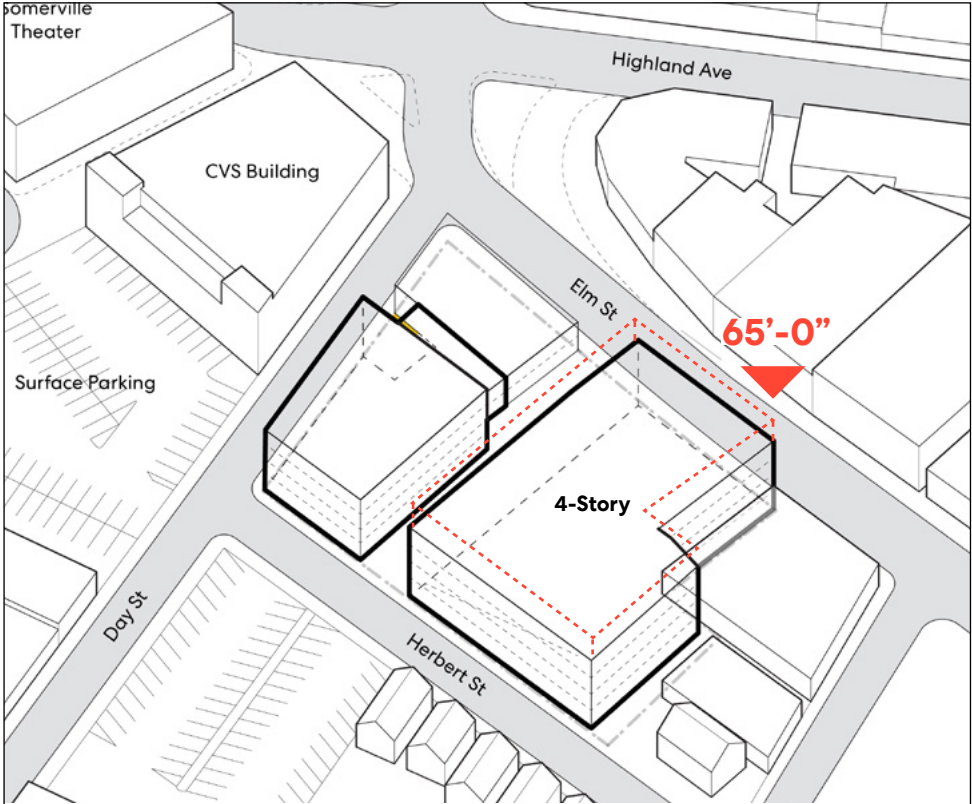 Somerville
Theater
Highland Ave
CVS Building
Elm St
65’-0”
Surface Parking
4-Story
Day St
Herbert St